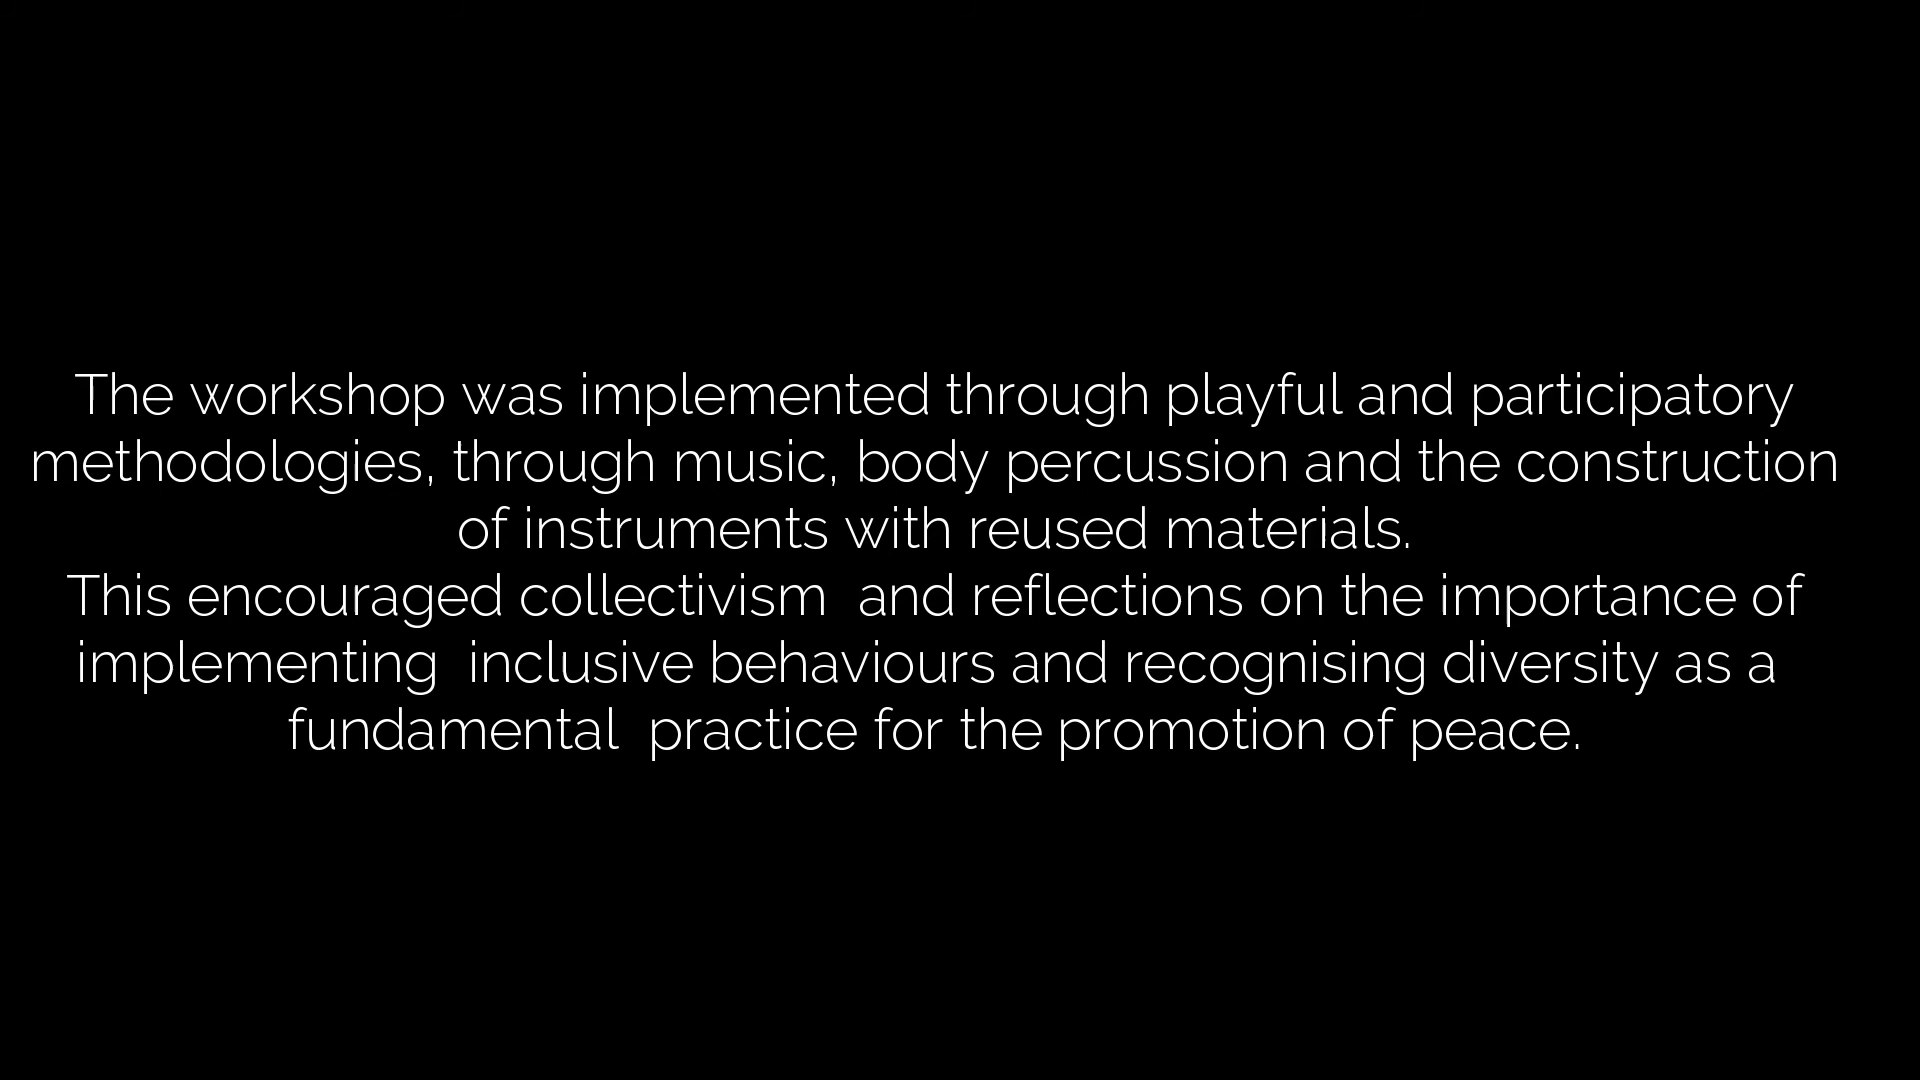 The workshop was implemented through playful and participatory
methodologies, through music, body percussion and the construction
of instruments with reused materials.
This encouraged collectivism  and reflections on the importance of
implementing  inclusive behaviours and recognising diversity as a
fundamental  practice for the promotion of peace.